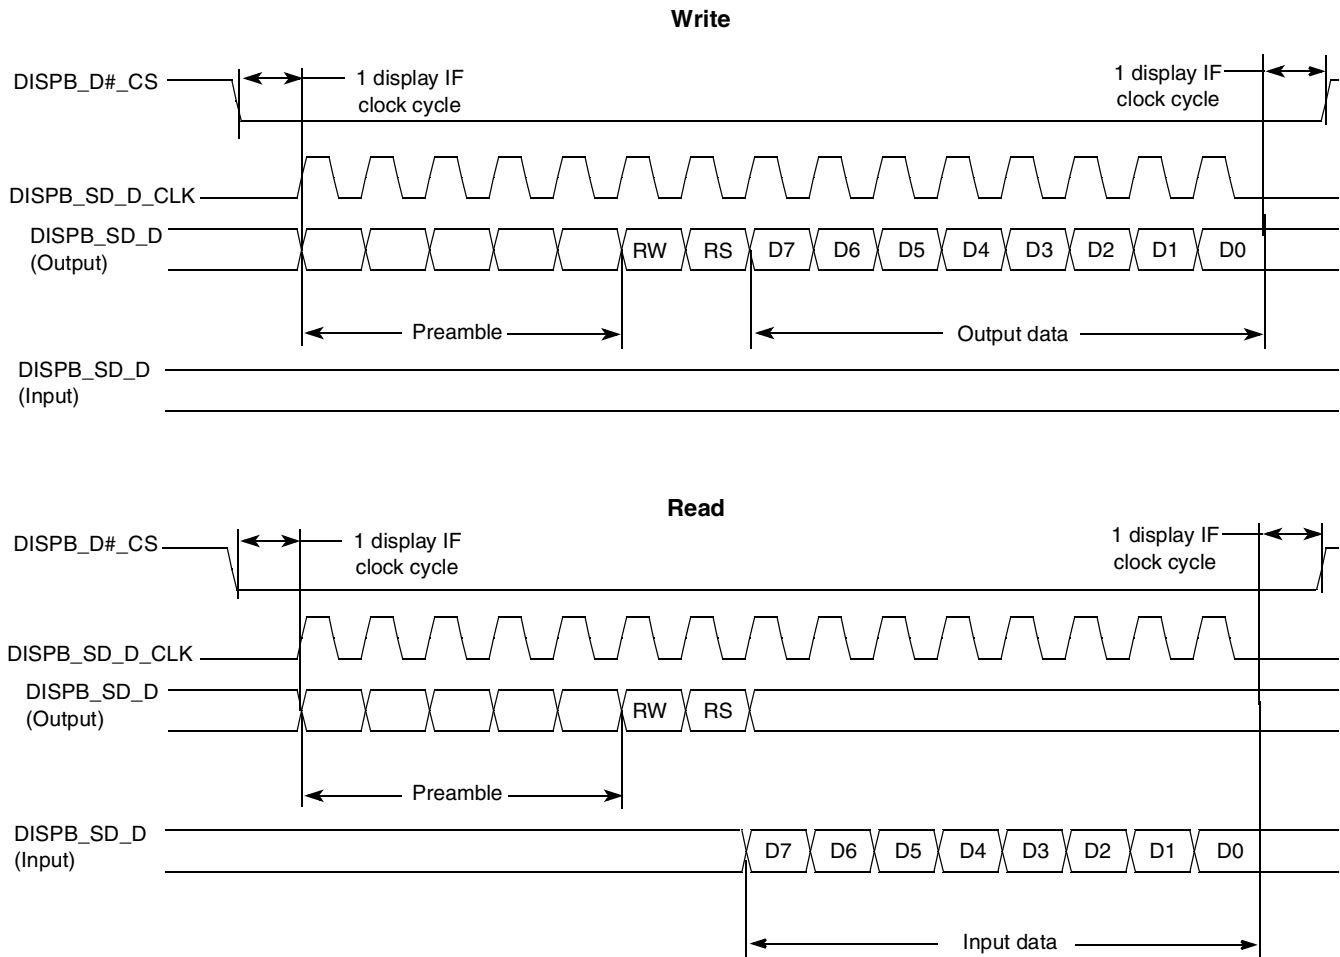 Write
DISPB_D#_CS
1 display IF
clock cycle
1 display IF
clock cycle
DISPB_SD_D_CLK
DISPB_SD_D
(Output)
RW RS D7 D6 D5 D4 D3 D2 D1 D0
Preamble
Output data
DISPB_SD_D
(Input)
Read
DISPB_D#_CS
1 display IF
clock cycle
1 display IF
clock cycle
DISPB_SD_D_CLK
DISPB_SD_D
(Output)
RW RS
Preamble
DISPB_SD_D
(Input)
D7 D6 D5 D4 D3 D2 D1 D0
Input data